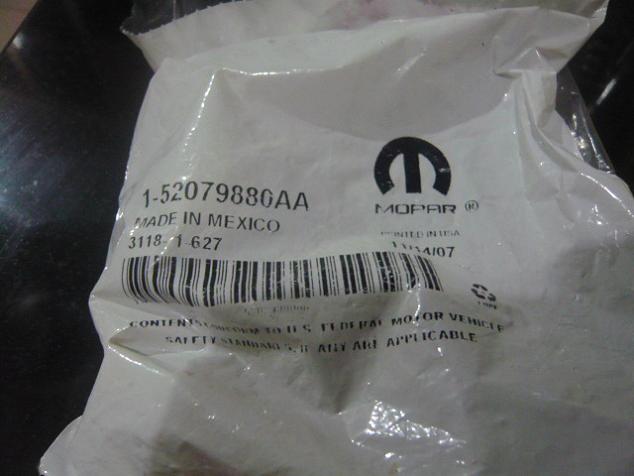 1-52079880AA
MADE IN MEXICO
3118- 1-627
MOPAR ®
PRINTED IN USA
/07
CONTENTS CONFORM TO U.S. FEDERAL MOTOR VEHICLE
SAFETY STANDARDS, IF ANY ARE APPLICABLE